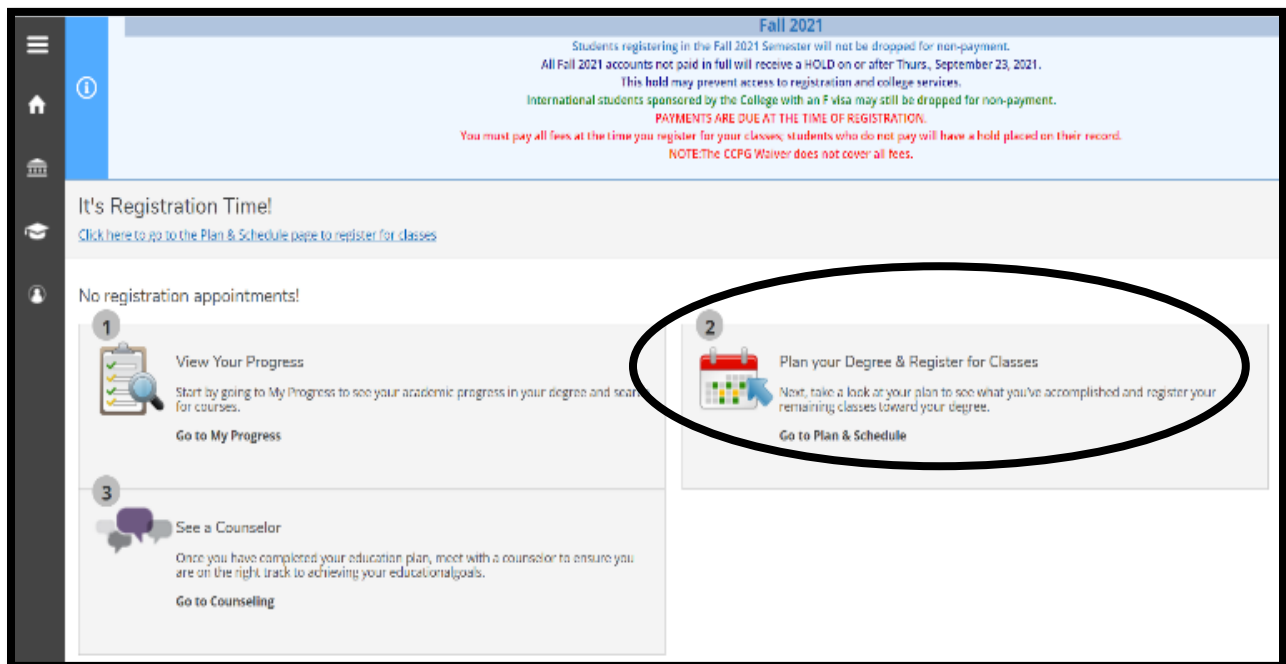 Fall 2021
Students registering in the Fall 2021 Semester will not be dropped for non-payment.
All Fall 2021 accounts not paid in full will receive a HOLD on or after Thurs., September 23, 2021.
This hold may prevent access to registration and college services.
International students sponsored by the College with an F visa may still be dropped for non-payment.
PAYMENTS ARE DUE AT THE TIME OF REGISTRATION.
You must pay all fees at the time you register for your classes; students who do not pay will have a hold placed on their record.
NOTE:The CCPG Waiver does not cover all fees.
It's Registration Time!
Click here to go to the Plan & Schedule page to register for classes
No registration appointments!
1
View Your Progress
Start by going to My Progress to see your academic progress in your degree and search
for courses.
Go to My Progress
2
Plan your Degree & Register for Classes
Next, take a look at your plan to see what you've accomplished and register your
remaining classes toward your degree.
Go to Plan & Schedule
3
See a Counselor
Once you have completed your education plan, meet with a counselor to ensure you
are on the right track to achieving your educationalgoals.
Go to Counseling